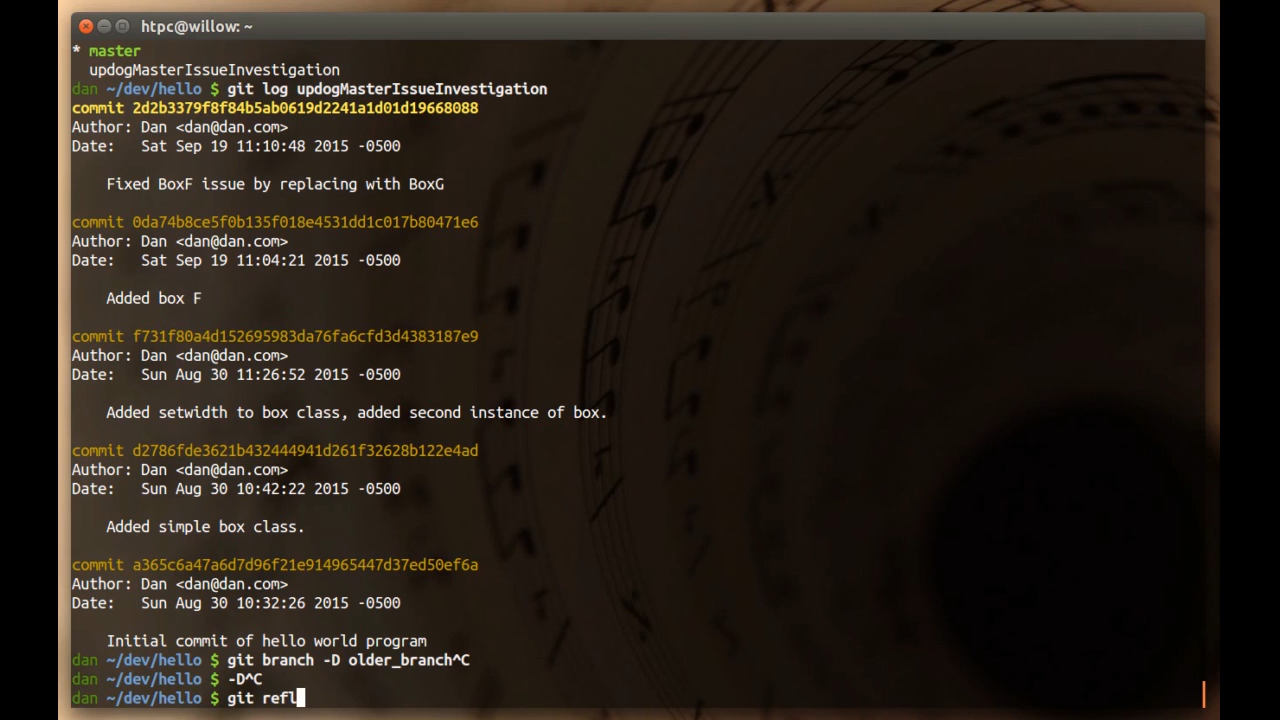 htpc@willow: ~
* master
  updogMasterIssueInvestigation
dan ~/dev/hello $ git log updogMasterIssueInvestigation
commit 2d2b3379f8f84b5ab0619d2241a1d01d19668088
Author: Dan <dan@dan.com>
Date:   Sat Sep 19 11:10:48 2015 -0500
    Fixed BoxF issue by replacing with BoxG
commit 0da74b8ce5f0b135f018e4531dd1c017b80471e6
Author: Dan <dan@dan.com>
Date:   Sat Sep 19 11:04:21 2015 -0500
    Added box F
commit f731f80a4d152695983da76fa6cfd3d4383187e9
Author: Dan <dan@dan.com>
Date:   Sun Aug 30 11:26:52 2015 -0500
    Added setwidth to box class, added second instance of box.
commit d2786fde3621b432444941d261f32628b122e4ad
Author: Dan <dan@dan.com>
Date:   Sun Aug 30 10:42:22 2015 -0500
    Added simple box class.
commit a365c6a47a6d7d96f21e914965447d37ed50ef6a
Author: Dan <dan@dan.com>
Date:   Sun Aug 30 10:32:26 2015 -0500
    Initial commit of hello world program
dan ~/dev/hello $ git branch -D older_branch^C
dan ~/dev/hello $ -D^C
dan ~/dev/hello $ git refl